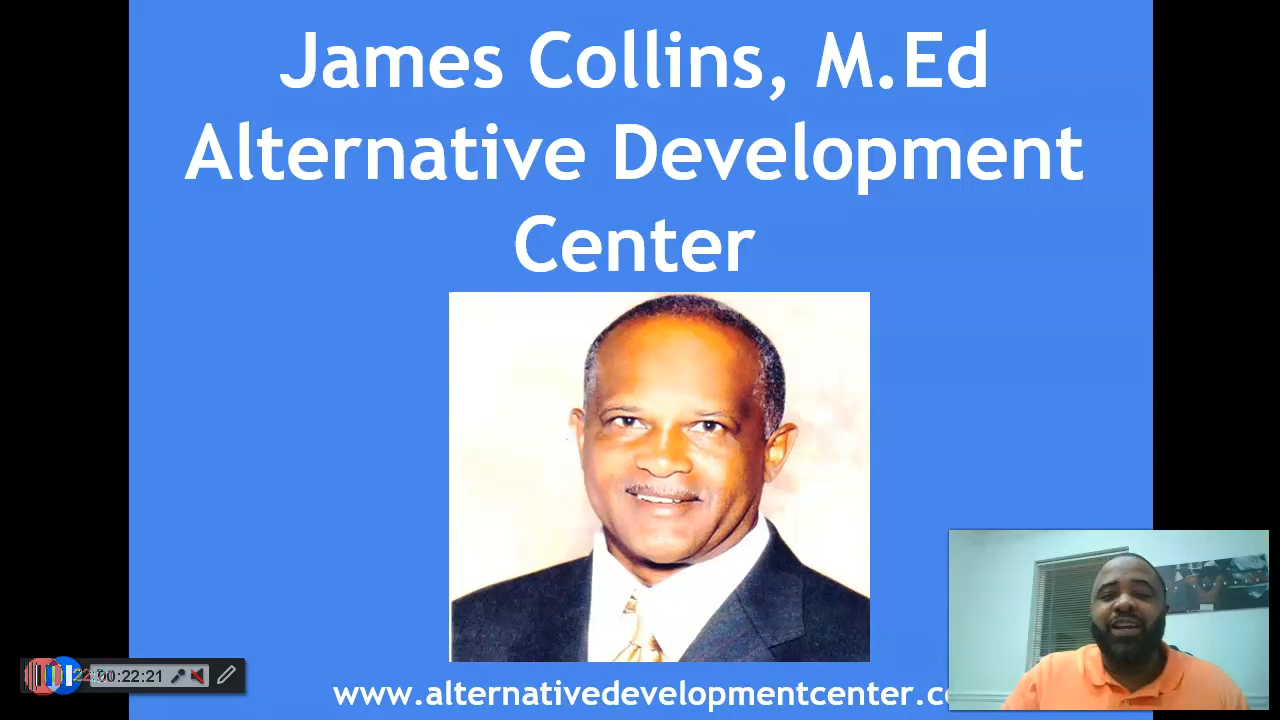 James Collins, M.Ed
Alternative Development
Center
00:22:21
www.alternativedevelopmentcenter.c